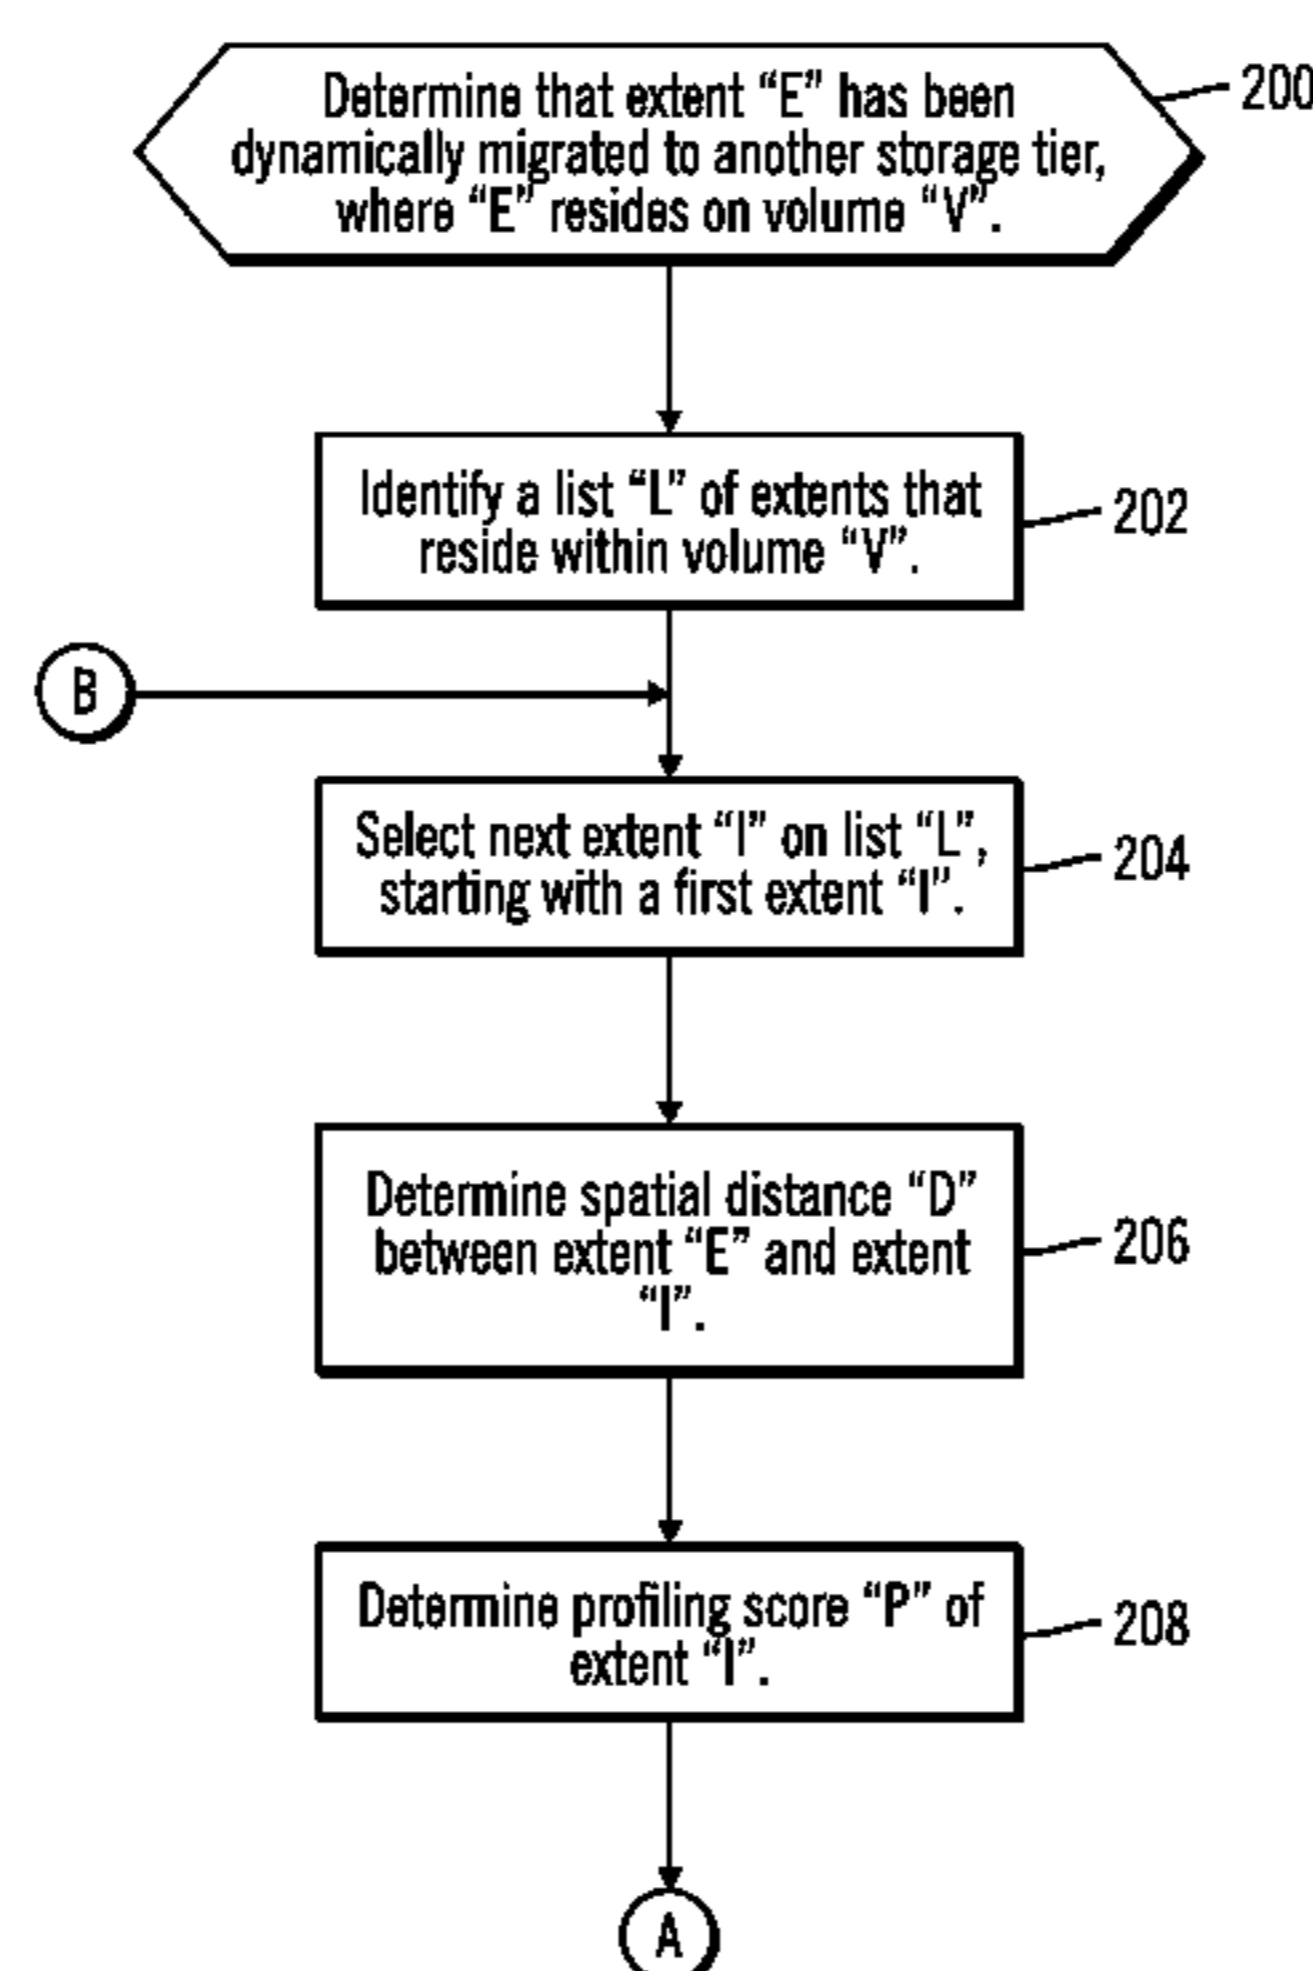 Determine that extent “E” has been
dynamically migrated to another storage tier,
where “E” resides on volume “V”.
200
Identify a list “L” of extents that
reside within volume “V”.
202
B
Select next extent “I” on list “L”,
starting with a first extent “I”.
204
Determine spatial distance “D”
between extent “E” and extent
“I”.
206
Determine profiling score “P” of
extent “I”.
208
A